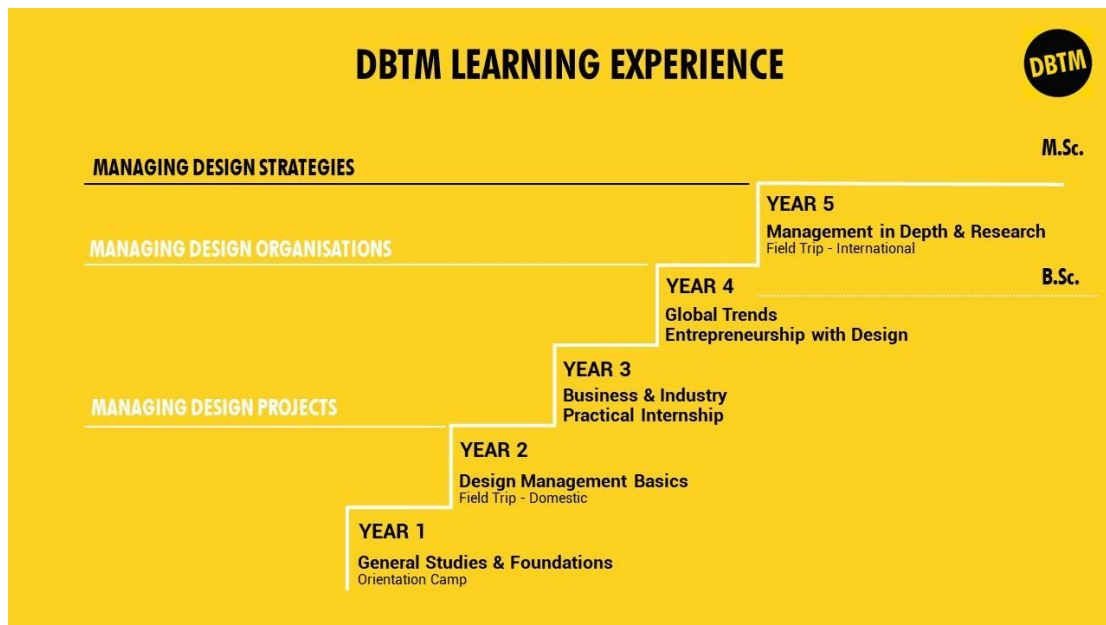 DBTM LEARNING EXPERIENCE
DBTM
M.Sc.
MANAGING DESIGN STRATEGIES
YEAR 5
Management in Depth & Research
Field Trip - International
MANAGING DESIGN ORGANISATIONS
B.Sc.
YEAR 4
Global Trends
Entrepreneurship with Design
YEAR 3
Business & Industry
Practical Internship
MANAGING DESIGN PROJECTS
YEAR 2
Design Management Basics
Field Trip - Domestic
YEAR 1
General Studies & Foundations
Orientation Camp